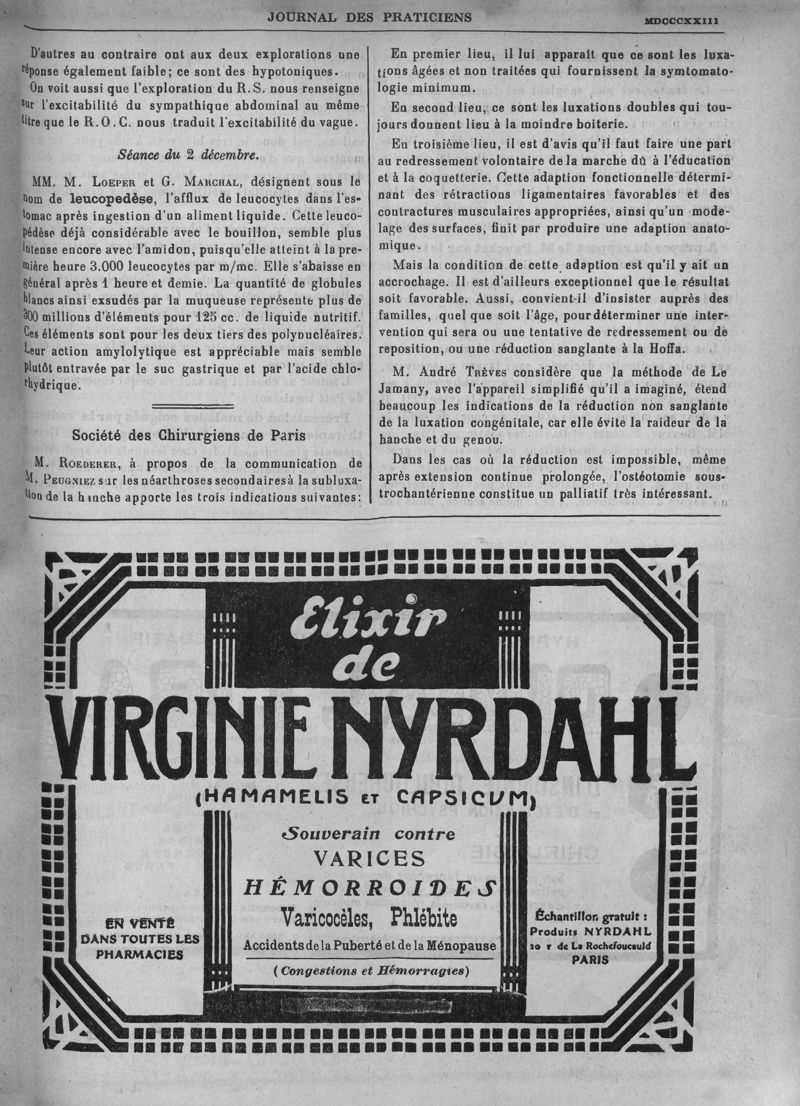 JOURNAL DES PRATICIENS
MDCCCXXIII
D'autres au contraire ont aux deux explorations une
réponse également faible; ce sont des hypotoniques.
On voit aussi que l'exploration du R.S. nous renseigne
sur l'excitabilité du sympathique abdominal au même
titre que le R.O.C. nous traduit l'excitabilité du vague.
Séance du 2 décembre.
MM. M. LOEPER et G. MARCHAL, désignent sous le
nom de leucopedèse, l'afflux de leucocytes dans l'es-
tomac après ingestion d'un aliment liquide. Cette leuco-
pédèse déjà considérable avec le bouillon, semble plus
intense encore avec l'amidon, puisqu'elle atteint à la pre-
mière heure 3.000 leucocytes par m/mc. Elle s'abaisse en
général après 1 heure et demie. La quantité de globules
blancs ainsi exsudés par la muqueuse représente plus de
300 millions d'éléments pour 125 cc. de liquide nutritif.
Ces éléments sont pour les deux tiers des polynucléaires.
Leur action amylolytique est appréciable mais semble
plutôt entravée par le suc gastrique et par l'acide chlo-
rhydrique.
Société des Chirurgiens de Paris
M. ROEDERER, à propos de la communication de
M. PEUGNIEZ sur les néarthroses secondaires à la subluxa-
tion de la hanche apporte les trois indications suivantes:
En premier lieu, il lui apparaît que ce sont les luxa-
tions âgées et non traitées qui fournissent la symtomato-
logie minimum.
En second lieu, ce sont les luxations doubles qui tou-
jours donnent lieu à la moindre boiterie.
En troisième lieu, il est d'avis qu'il faut faire une part
au redressement volontaire de la marche dû à l'éducation
et à la coquetterie. Cette adaption fonctionnelle détermi-
nant des rétractions ligamentaires favorables et des
contractures musculaires appropriées, ainsi qu'un mode-
lage des surfaces, finit par produire une adaption anato-
mique.
Mais la condition de cette adaption est qu'il y ait un
accrochage. Il est d'ailleurs exceptionnel que le résultat
soit favorable. Aussi, convient-il d'insister auprès des
familles, quel que soit l'âge, pour déterminer une inter-
vention qui sera ou une tentative de redressement ou de
reposition, ou une réduction sanglante à la Hoffa.
M. André TRÈVES considère que la méthode de Le
Jamany, avec l'appareil simplifié qu'il a imaginé, étend
beaucoup les indications de la réduction non sanglante
de la luxation congénitale, car elle évite la raideur de la
hanche et du genou.
Dans les cas où la réduction est impossible, même
après extension continue prolongée, l'ostéotomie sous-
trochantérienne constitue un palliatif très intéressant.
Elixir
de
VIRGINIE NYRDAHL
(HAMAMELIS ET CAPSICUM)
Souverain contre
VARICES
HÉMORROIDES
Varicocèles, Phlébite
Accidents de la Puberté et de la Ménopause
(Congestions et Hémorragies)
EN VENTE
DANS TOUTES LES
PHARMACIES
Échantillon gratuit :
Produits NYRDAHL
20 r de La Rochefoucauld
PARIS